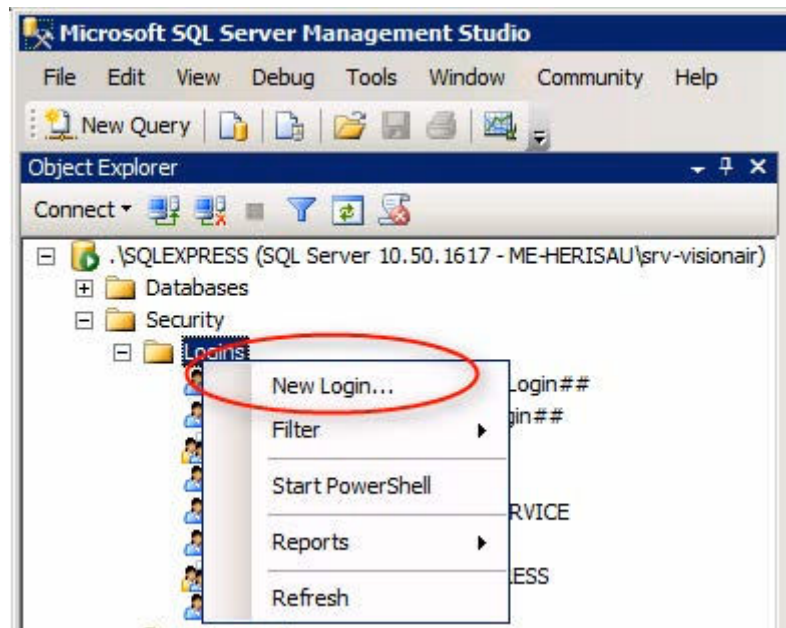 Microsoft SQL Server Management Studio
File Edit View Debug Tools Window Community Help
New Query
Object Explorer
Connect
.\SQLEXPRESS (SQL Server 10.50.1617 - ME-HERISAU\srv-visionair)
Databases
Security
Logins
New Login... Login##
Filter gin##
Start PowerShell
RVICE
Reports
ESS
Refresh